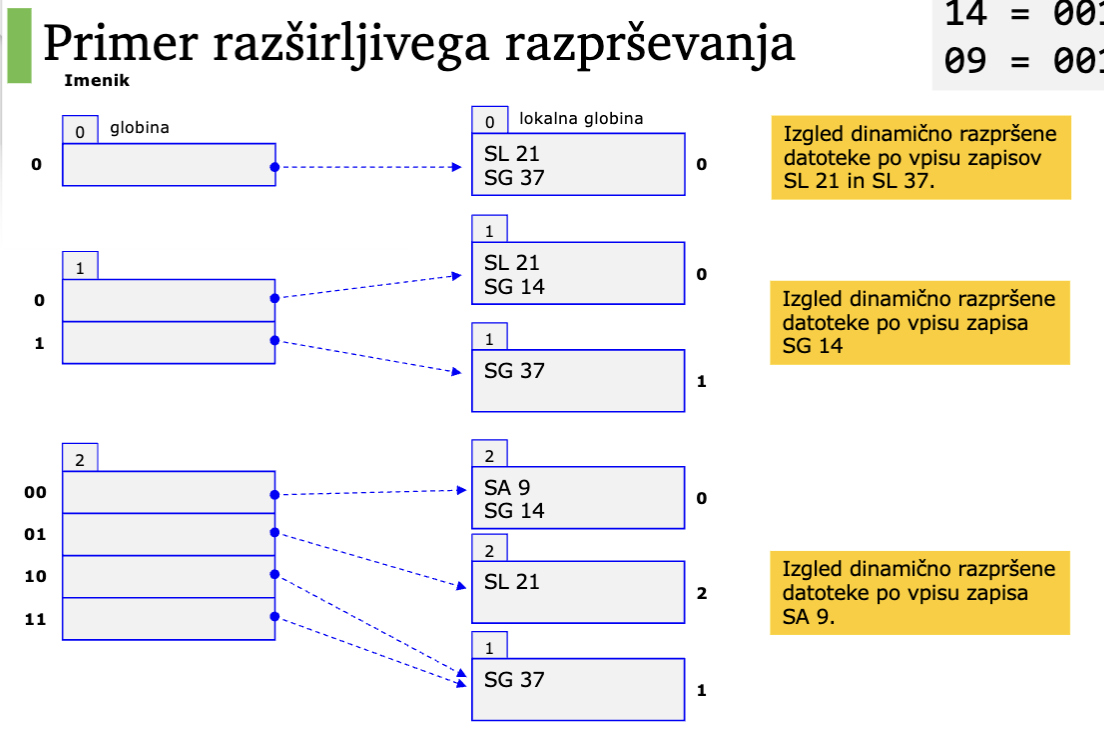 Primer razširljivega razprševanja
14 = 001
09 = 001
Imenik
0 globina
0
0 lokalna globina
SL 21
SG 37
0
Izgled dinamično razpršene
datoteke po vpisu zapisov
SL 21 in SL 37.
1
0
1
1
SL 21
SG 14
0
1
SG 37
1
Izgled dinamično razpršene
datoteke po vpisu zapisa
SG 14
2
00
01
10
11
2
SA 9
SG 14
0
2
SL 21
2
1
SG 37
1
Izgled dinamično razpršene
datoteke po vpisu zapisa
SA 9.